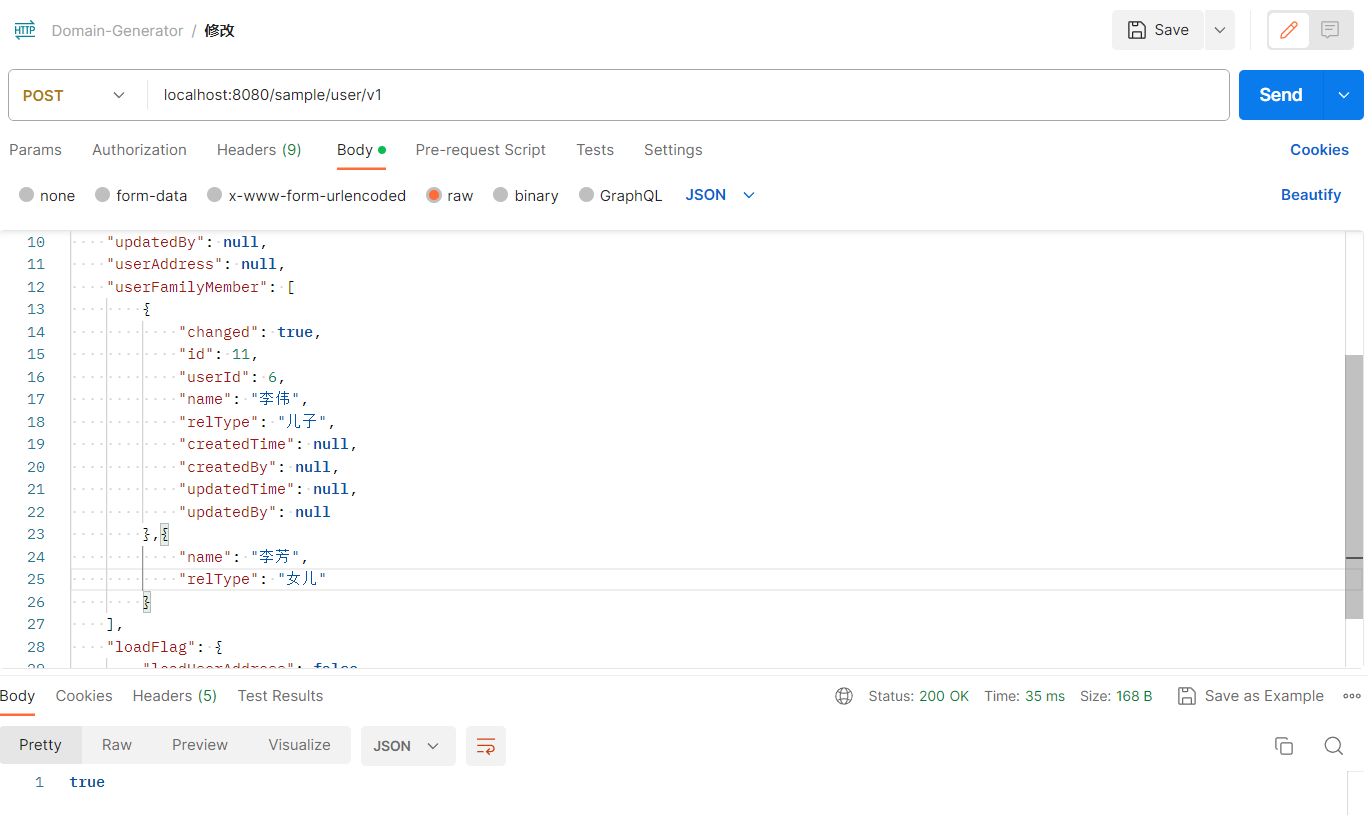 HTTP Domain-Generator / 修改 Save
POST localhost:8080/sample/user/v1 Send
Params Authorization Headers (9) Body Pre-request Script Tests Settings Cookies
none form-data x-www-form-urlencoded raw binary GraphQL JSON Beautify
10 "updatedBy": null,
11 "userAddress": null,
12 "userFamilyMember": [
13 {
14 "changed": true,
15 "id": 11,
16 "userId": 6,
17 "name": "李伟",
18 "relType": "儿子",
19 "createdTime": null,
20 "createdBy": null,
21 "updatedTime": null,
22 "updatedBy": null
23 },{
24 "name": "李芳",
25 "relType": "女儿"
26 }
27 ],
28 "loadFlag": {
29 "loadUserAddress": false
Body Cookies Headers (5) Test Results Status: 200 OK Time: 35 ms Size: 168 B Save as Example
Pretty Raw Preview Visualize JSON
1 true